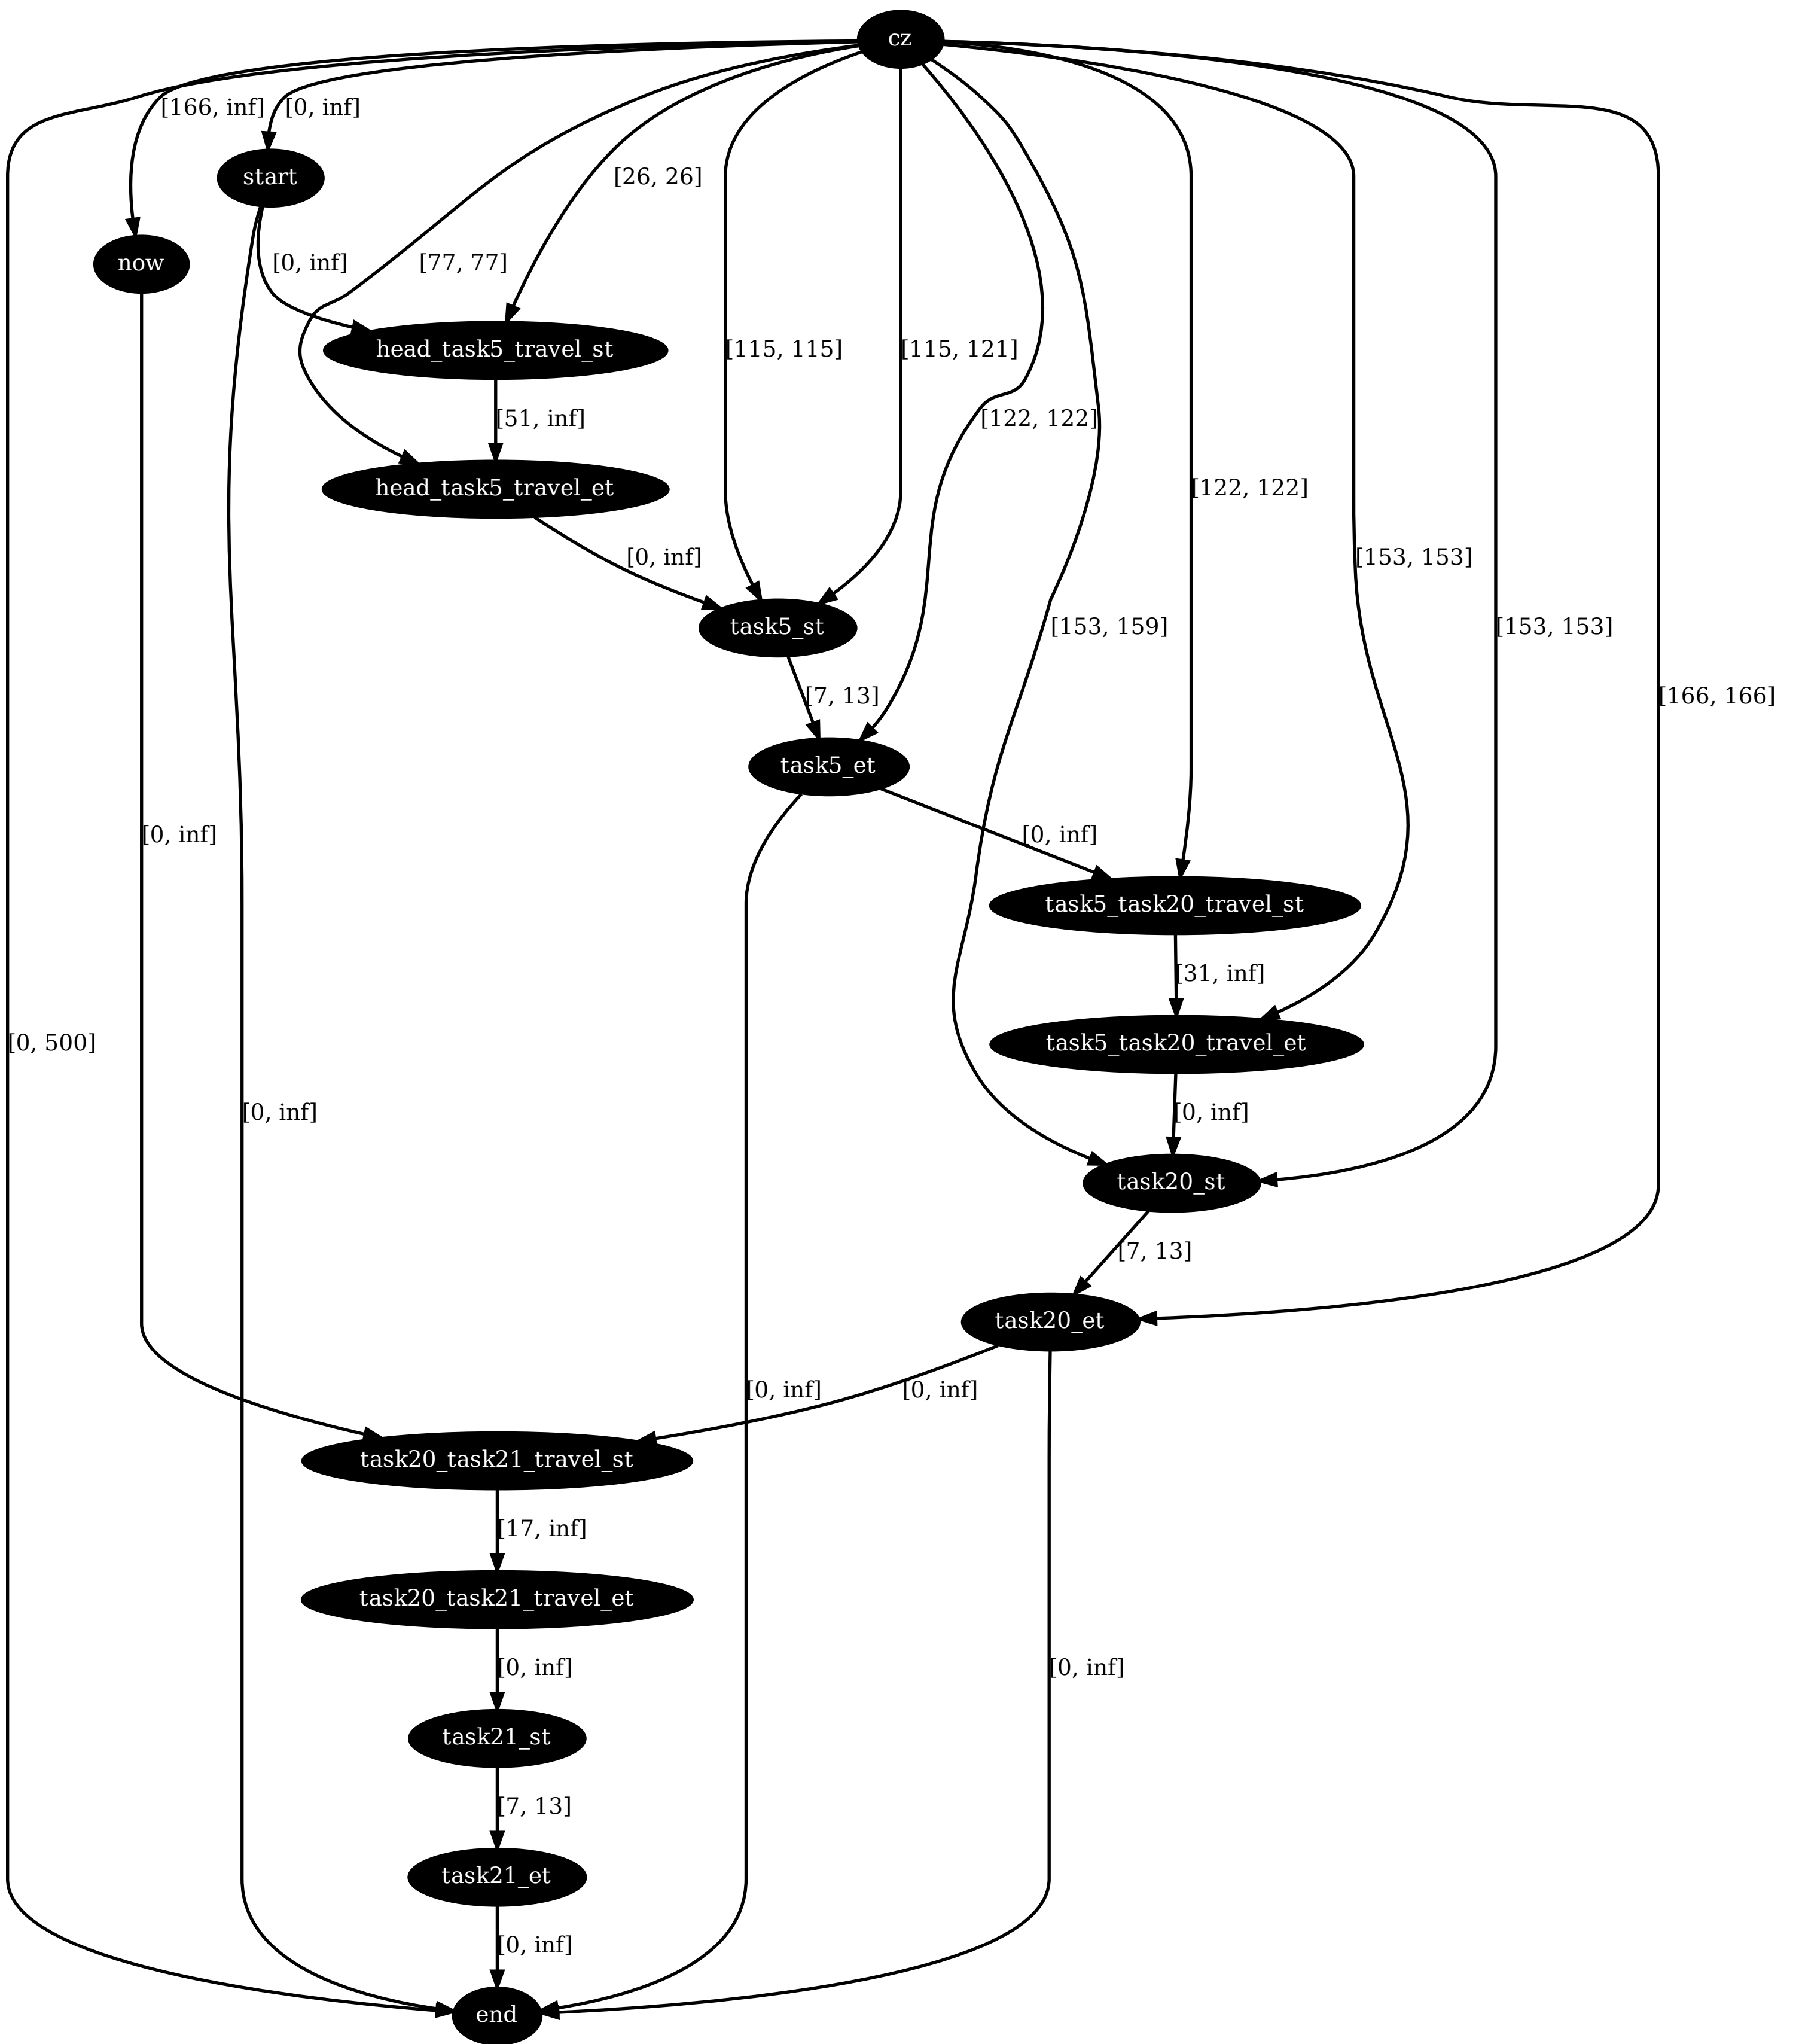 cz
[166, inf]
[0, inf]
start
[26, 26]
now
[0, inf]
[77, 77]
head_task5_travel_st
[115, 115]
[115, 121]
[51, inf]
[122, 122]
head_task5_travel_et
[122, 122]
[0, inf]
[153, 153]
task5_st
[153, 159]
[153, 153]
[7, 13]
[166, 166]
task5_et
[0, inf]
[0, inf]
task5_task20_travel_st
[31, inf]
[0, 500]
task5_task20_travel_et
[0, inf]
[0, inf]
task20_st
[7, 13]
task20_et
[0, inf]
[0, inf]
task20_task21_travel_st
[17, inf]
task20_task21_travel_et
[0, inf]
[0, inf]
task21_st
[7, 13]
task21_et
[0, inf]
end